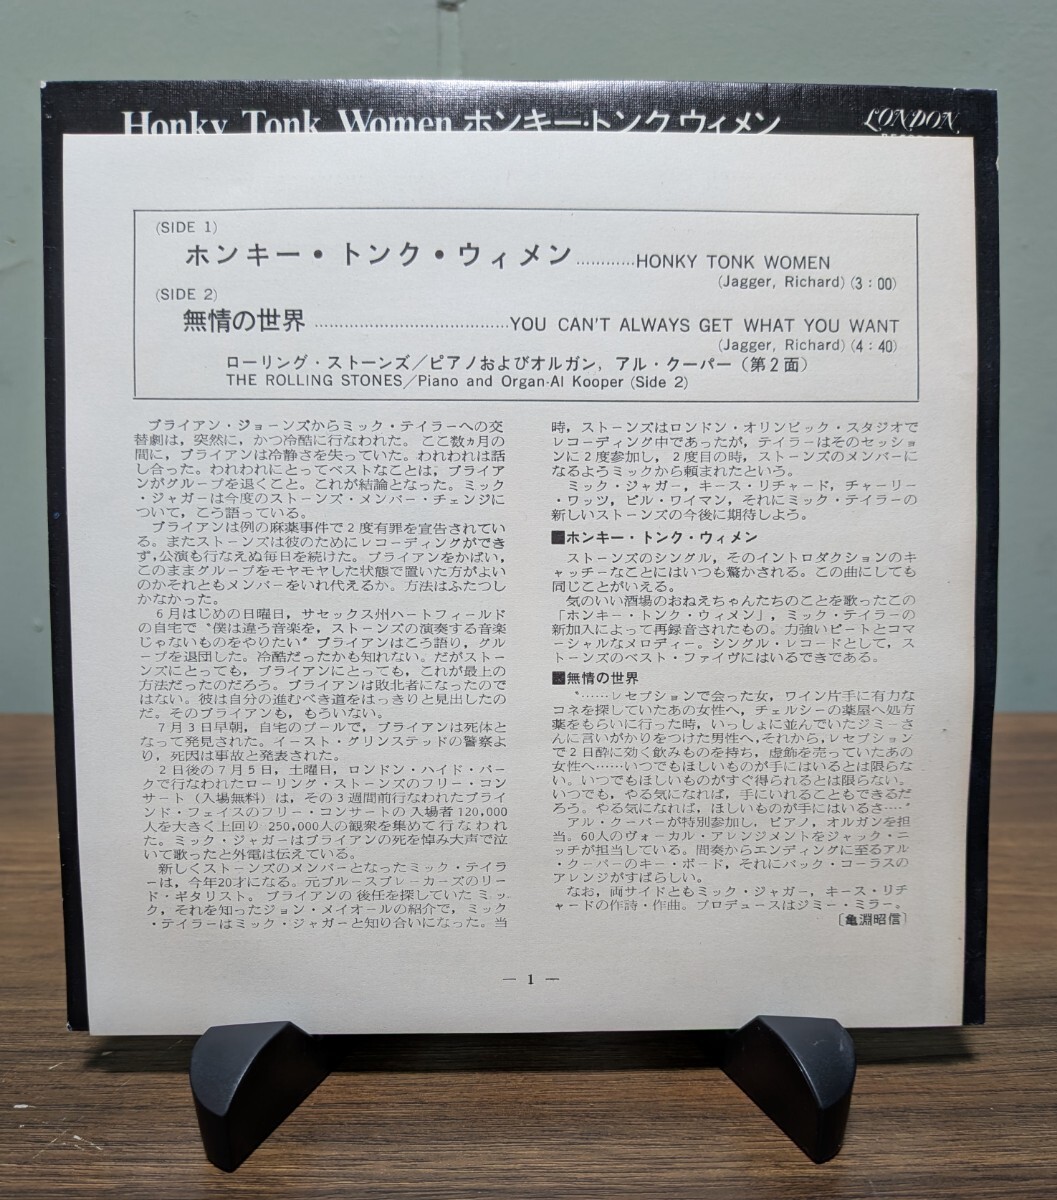 Honky Tonk Women ホンキー・トンク ウィメン
LONDON
(SIDE 1)
ホンキー・トンク・ウィメン…………HONKY TONK WOMEN
(Jagger, Richard) (3：00)
(SIDE 2)
無情の世界…………………………………YOU CAN'T ALWAYS GET WHAT YOU WANT
(Jagger, Richard) (4：40)
ローリング・ストーンズ／ピアノおよびオルガン，アル・クーパー（第２面）
THE ROLLING STONES／Piano and Organ-Al Kooper (Side 2)
ブライアン・ジョーンズからミック・テイラーへの交
替劇は，突然に，かつ冷酷に行なわれた。ここ数ヵ月の
間に，ブライアンは冷静さを失っていた。われわれは話
し合った。われわれにとってベストなことは，ブライア
ンがグループを退くこと。これが結論となった。ミック
・ジャガーは今度のストーンズ・メンバー・チェンジに
ついて，こう語っている。
ブライアンは例の麻薬事件で２度有罪を宣告されてい
る。またストーンズは彼のためにレコーディングができ
ず，公演も行なえぬ毎日を続けた。ブライアンをかばい，
このままグループをモヤモヤした状態で置いた方がよい
のかそれともメンバーをいれ代えるか。方法はふたつし
かなかった。
６月はじめの日曜日，サセックス州ハートフィールド
の自宅で〝僕は違う音楽を，ストーンズの演奏する音楽
じゃないものをやりたい〟ブライアンはこう語り，グル
ープを退団した。冷酷だったかも知れない。だがストー
ンズにとっても，ブライアンにとっても，これが最上の
方法だったのだろう。ブライアンは敗北者になったので
はない。彼は自分の進むべき道をはっきりと見出したの
だ。そのブライアンも，もういない。
７月３日早朝，自宅のプールで，ブライアンは死体と
なって発見された。イースト・グリンステッドの警察よ
り，死因は事故と発表された。
２日後の７月５日，土曜日，ロンドン・ハイド・パー
クで行なわれたローリング・ストーンズのフリー・コン
サート（入場無料）は，その３週間前行なわれたブライ
ンド・フェイスのフリー・コンサートの入場者120,000
人を大きく上回り 250,000人の観衆を集めて行なわれ
た。ミック・ジャガーはブライアンの死を悼み大声で泣
いて歌ったと外電は伝えている。
新しくストーンズのメンバーとなったミック・テイラ
ーは，今年20才になる。元ブルースブレーカーズのリー
ド・ギタリスト。ブライアンの後任を探していたミッ
ク，それを知ったジョン・メイオールの紹介で，ミック
・テイラーはミック・ジャガーと知り合いになった。当
時，ストーンズはロンドン・オリンピック・スタジオで
レコーディング中であったが，テイラーはそのセッショ
ンに２度参加し，２度目の時，ストーンズのメンバーに
なるようミックから頼まれたという。
ミック・ジャガー，キース・リチャード，チャーリー
・ワッツ，ビル・ワイマン，それにミック・テイラーの
新しいストーンズの今後に期待しよう。
■ホンキー・トンク・ウィメン
ストーンズのシングル，そのイントロダクションのキ
ャッチーなことにはいつも驚かされる。この曲にしても
同じことがいえる。
気のいい酒場のおねえちゃんたちのことを歌ったこの
「ホンキー・トンク・ウィメン」，ミック・テイラーの
新加入によって再録音されたもの。力強いビートとコマ
ーシャルなメロディー。シングル・レコードとして，ス
トーンズのベスト・ファイヴにはいるできである。
■無情の世界
〝……レセプションで会った女，ワイン片手に有力な
コネを探していたあの女性へ，チェルシーの薬屋へ処方
薬をもらいに行った時，いっしょに並んでいたジミーさ
んに言いがかりをつけた男性へ，それから，レセプション
で２日酔に効く飲みものを持ち，虚飾を売っていたあの
女性へ……いつでもほしいものが手にはいるとは限らな
い。いつでもほしいものがすぐ得られるとは限らない。
いつでも，やる気になれば，手にいれることもできるだ
ろう。やる気になれば，ほしいものが手にはいるさ……〟
アル・クーパーが特別参加し，ピアノ，オルガンを担
当。60人のヴォーカル・アレンジメントをジャック・ニ
ッチが担当している。間奏からエンディングに至るアル
・クーパーのキー・ボード，それにバック・コーラスの
アレンジがすばらしい。
なお，両サイドともミック・ジャガー，キース・リチ
ャードの作詩・作曲。プロデュースはジミー・ミラー。
〔亀淵昭信〕
— 1 —